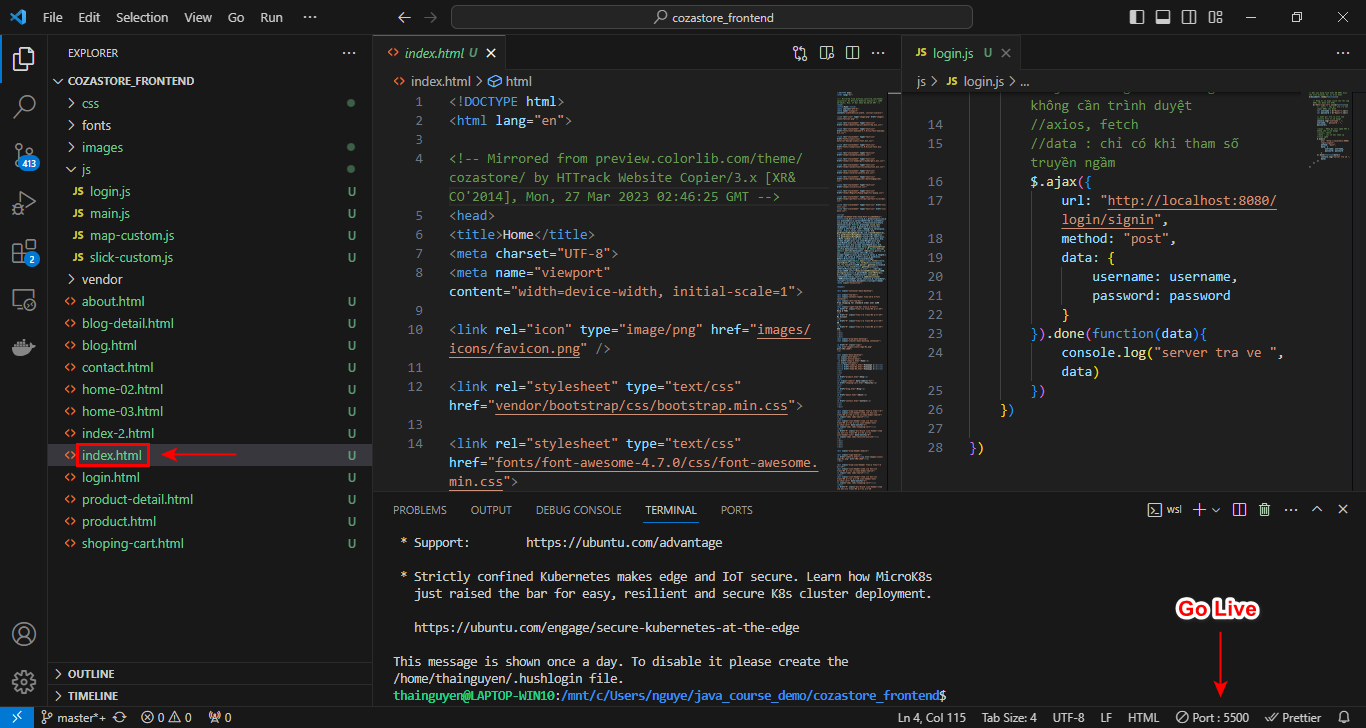 File Edit Selection View Go Run ···
cozastore_frontend
EXPLORER
COZASTORE_FRONTEND
css
fonts
images
js
JS login.js U
JS main.js U
JS map-custom.js U
JS slick-custom.js U
vendor
<> about.html U
<> blog-detail.html U
<> blog.html U
<> contact.html U
<> home-02.html U
<> home-03.html U
<> index-2.html U
<> index.html U
<> login.html U
<> product-detail.html U
<> product.html U
<> shoping-cart.html U
OUTLINE
TIMELINE
413
2
<> index.html U
<> index.html > html
1 <!DOCTYPE html>
2 <html lang="en">
3
4 <!-- Mirrored from preview.colorlib.com/theme/
cozastore/ by HTTrack Website Copier/3.x [XR&
CO'2014], Mon, 27 Mar 2023 02:46:25 GMT -->
5 <head>
6 <title>Home</title>
7 <meta charset="UTF-8">
8 <meta name="viewport"
content="width=device-width, initial-scale=1">
9
10 <link rel="icon" type="image/png" href="images/
icons/favicon.png" />
11
12 <link rel="stylesheet" type="text/css"
href="vendor/bootstrap/css/bootstrap.min.css">
13
14 <link rel="stylesheet" type="text/css"
href="fonts/font-awesome-4.7.0/css/font-awesome.
min.css">
JS login.js U
js > JS login.js > ...
không cần trình duyệt
14 //axios, fetch
15 //data : chỉ có khi tham số
truyền ngầm
16 $.ajax({
17 url: "http://localhost:8080/
login/signin",
18 method: "post",
19 data: {
20 username: username,
21 password: password
22 }
23 }).done(function(data){
24 console.log("server tra ve ",
data)
25 })
26 })
27
28 })
PROBLEMS OUTPUT DEBUG CONSOLE TERMINAL PORTS
wsl
* Support: https://ubuntu.com/advantage
* Strictly confined Kubernetes makes edge and IoT secure. Learn how MicroK8s
just raised the bar for easy, resilient and secure K8s cluster deployment.
https://ubuntu.com/engage/secure-kubernetes-at-the-edge
This message is shown once a day. To disable it please create the
/home/thainguyen/.hushlogin file.
thainguyen@LAPTOP-WIN10:/mnt/c/Users/nguye/java_course_demo/cozastore_frontend$
Go Live
master*+ 0 0 0 Ln 4, Col 115 Tab Size: 4 UTF-8 LF HTML Port : 5500 Prettier